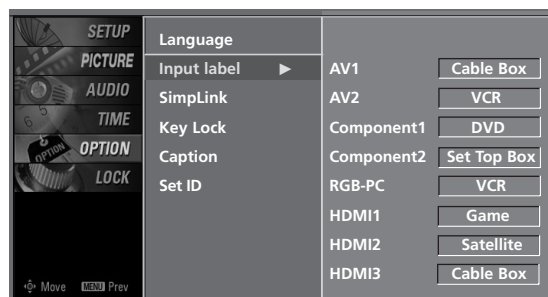 SETUP
PICTURE
AUDIO
TIME
OPTION
LOCK
Move MENU Prev
Language
Input label ►
SimpLink
Key Lock
Caption
Set ID
AV1 Cable Box
AV2 VCR
Component1 DVD
Component2 Set Top Box
RGB-PC VCR
HDMI1 Game
HDMI2 Satellite
HDMI3 Cable Box